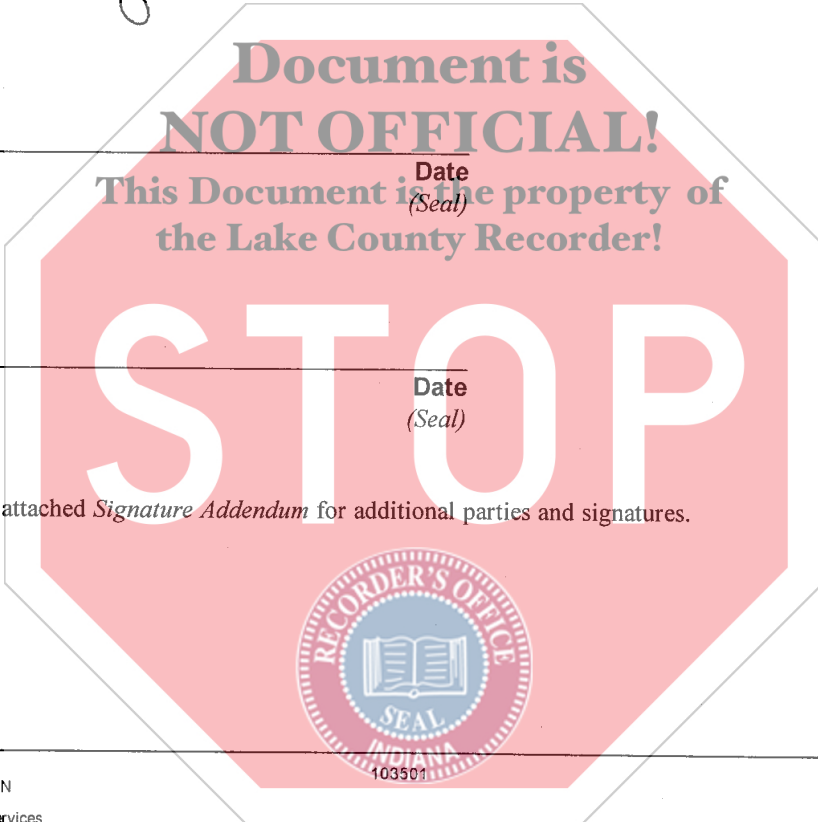 Document is
NOT OFFICIAL!
Date
This Document is the property of
(Seal)
the Lake County Recorder!
STOP
Date
(Seal)
attached Signature Addendum for additional parties and signatures.
RECORDER'S OFFICE
SEAL
INDIANA
103501
N
rvices